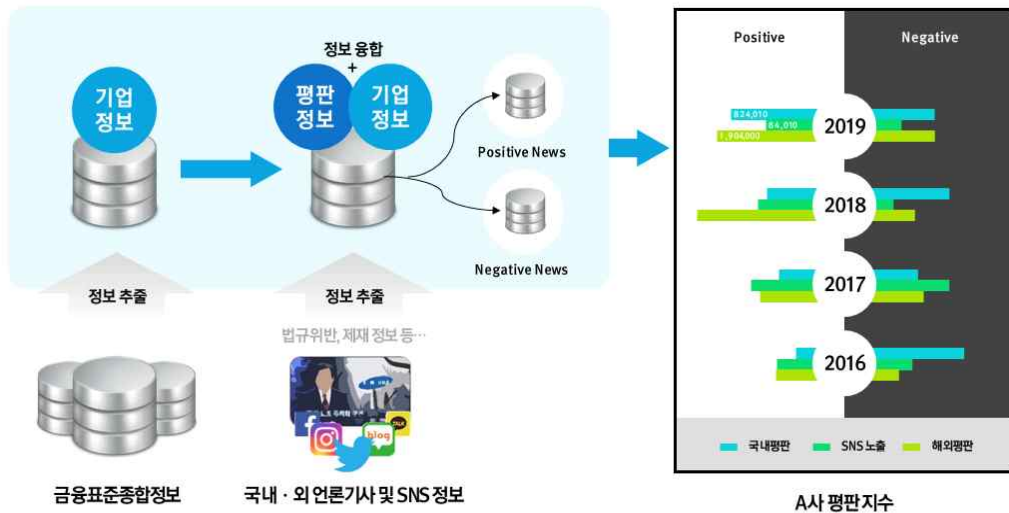 정보 융합
+
기업
정보
평판
정보
기업
정보
Positive News
Negative News
정보 추출
정보 추출
법규위반, 제재 정보 등…
blog
TALK
금융표준종합정보
국내 · 외 언론기사 및 SNS 정보
Positive
Negative
824,010
64,010
1,904,000
2019
2018
2017
2016
국내평판
SNS 노출
해외평판
A사 평판지수